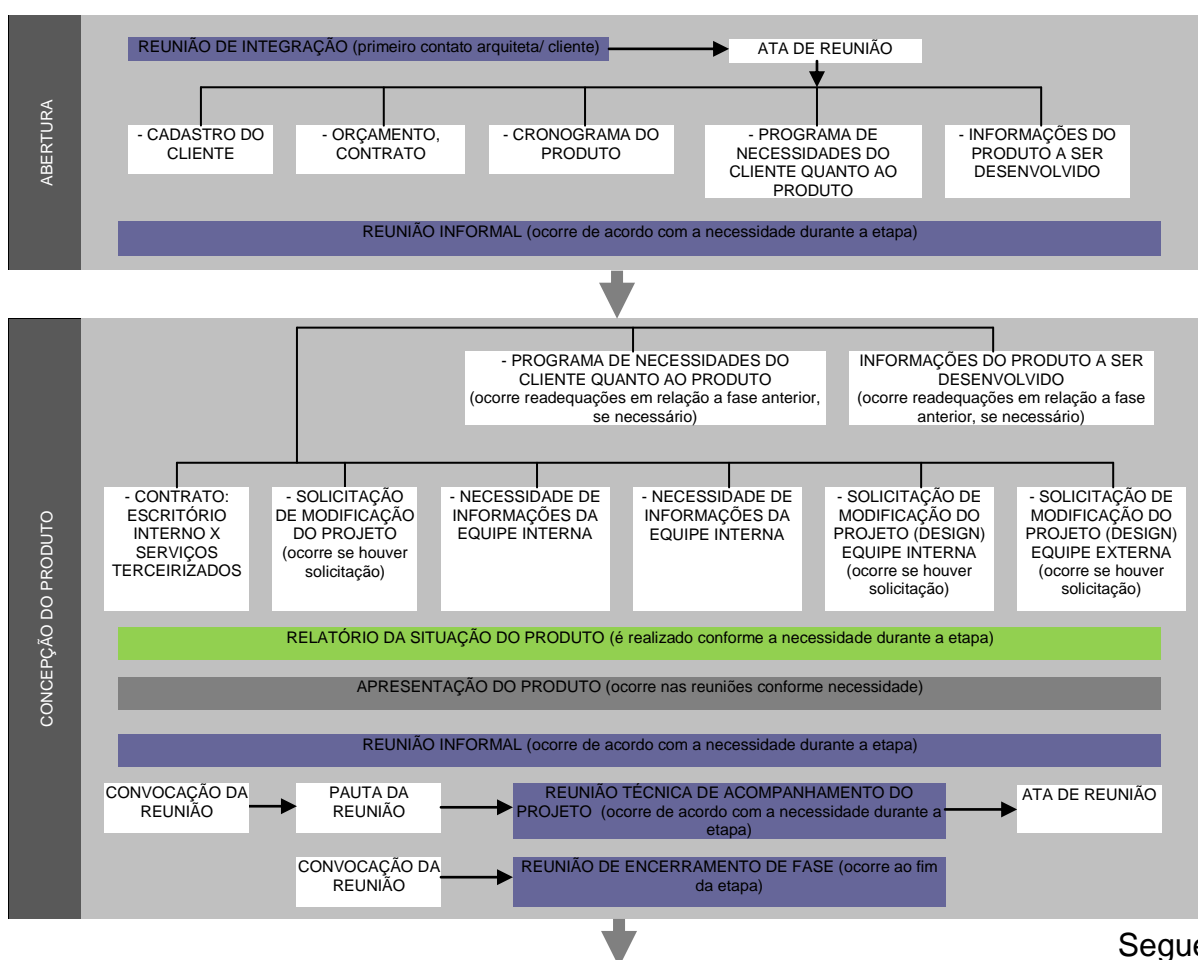 ABERTURA
REUNIÃO DE INTEGRAÇÃO (primeiro contato arquiteta/ cliente)
ATA DE REUNIÃO
- CADASTRO DO
CLIENTE
- ORÇAMENTO,
CONTRATO
- CRONOGRAMA DO
PRODUTO
- PROGRAMA DE
NECESSIDADES DO
CLIENTE QUANTO AO
PRODUTO
- INFORMAÇÕES DO
PRODUTO A SER
DESENVOLVIDO
REUNIÃO INFORMAL (ocorre de acordo com a necessidade durante a etapa)
CONCEPÇÃO DO PRODUTO
- PROGRAMA DE NECESSIDADES DO
CLIENTE QUANTO AO PRODUTO
(ocorre readequações em relação a fase anterior,
se necessário)
INFORMAÇÕES DO PRODUTO A SER
DESENVOLVIDO
(ocorre readequações em relação a fase
anterior, se necessário)
- CONTRATO:
ESCRITÓRIO
INTERNO X
SERVIÇOS
TERCEIRIZADOS
- SOLICITAÇÃO
DE MODIFICAÇÃO
DO PROJETO
(ocorre se houver
solicitação)
- NECESSIDADE DE
INFORMAÇÕES DA
EQUIPE INTERNA
- NECESSIDADE DE
INFORMAÇÕES DA
EQUIPE INTERNA
- SOLICITAÇÃO DE
MODIFICAÇÃO DO
PROJETO (DESIGN)
EQUIPE INTERNA
(ocorre se houver
solicitação)
- SOLICITAÇÃO DE
MODIFICAÇÃO DO
PROJETO (DESIGN)
EQUIPE EXTERNA
(ocorre se houver
solicitação)
RELATÓRIO DA SITUAÇÃO DO PRODUTO (é realizado conforme a necessidade durante a etapa)
APRESENTAÇÃO DO PRODUTO (ocorre nas reuniões conforme necessidade)
REUNIÃO INFORMAL (ocorre de acordo com a necessidade durante a etapa)
CONVOCAÇÃO DA
REUNIÃO
PAUTA DA
REUNIÃO
REUNIÃO TÉCNICA DE ACOMPANHAMENTO DO
PROJETO (ocorre de acordo com a necessidade durante a
etapa)
ATA DE REUNIÃO
CONVOCAÇÃO DA
REUNIÃO
REUNIÃO DE ENCERRAMENTO DE FASE (ocorre ao fim
da etapa)
Segue